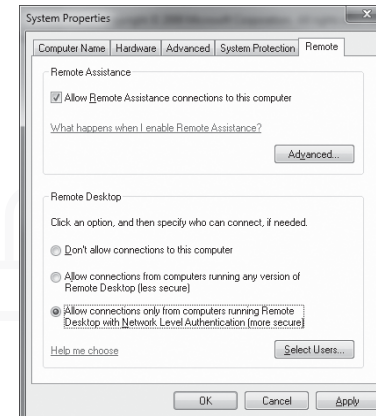 System Properties
Computer Name Hardware Advanced System Protection Remote
Remote Assistance
Allow Remote Assistance connections to this computer
What happens when I enable Remote Assistance?
Advanced...
Remote Desktop
Click an option, and then specify who can connect, if needed.
Don't allow connections to this computer
Allow connections from computers running any version of
Remote Desktop (less secure)
Allow connections only from computers running Remote
Desktop with Network Level Authentication (more secure)
Help me choose
Select Users...
OK Cancel Apply